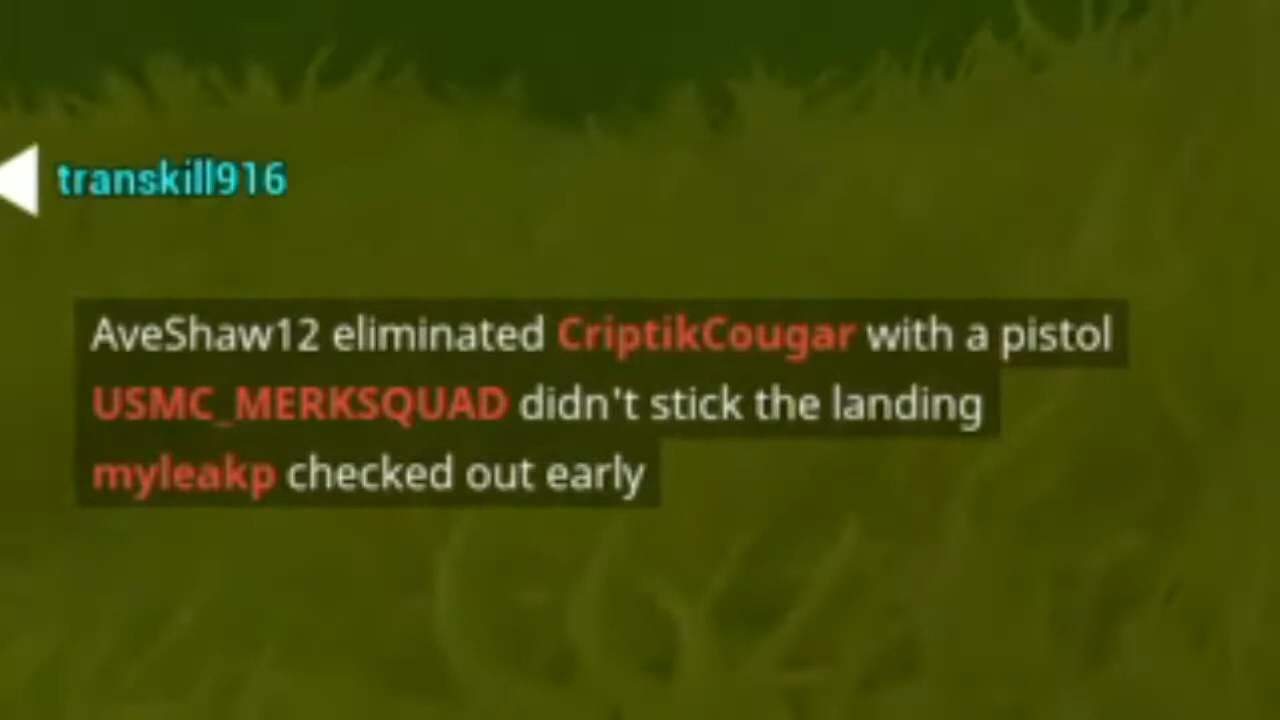 transkill916
AveShaw12 eliminated CriptikCougar with a pistol
USMC_MERKSQUAD didn't stick the landing
myleakp checked out early